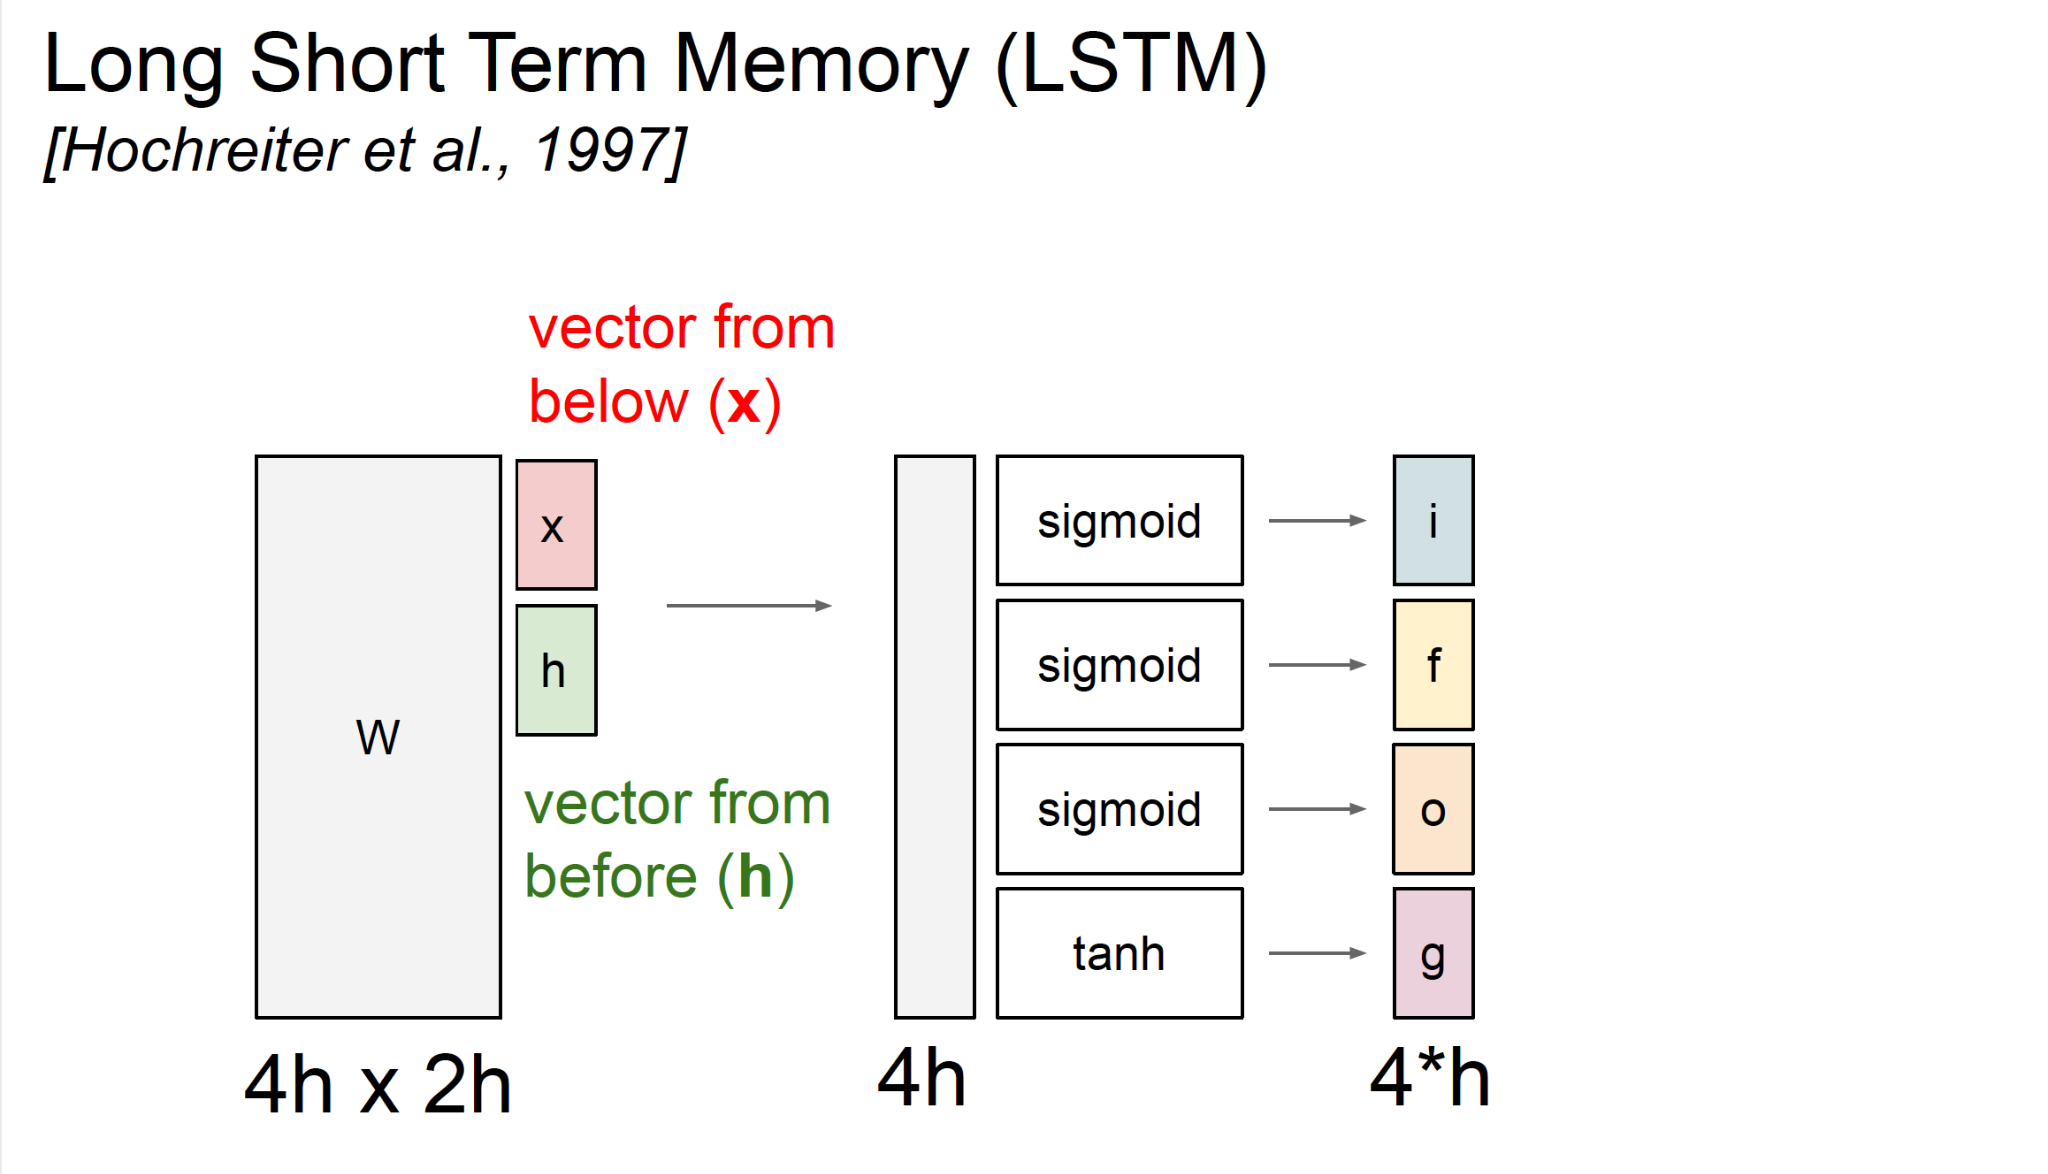 Long Short Term Memory (LSTM)
[Hochreiter et al., 1997]
vector from
below (x)
x
h
W
vector from
before (h)
4h x 2h
sigmoid
sigmoid
sigmoid
tanh
4h
i
f
o
g
4*h